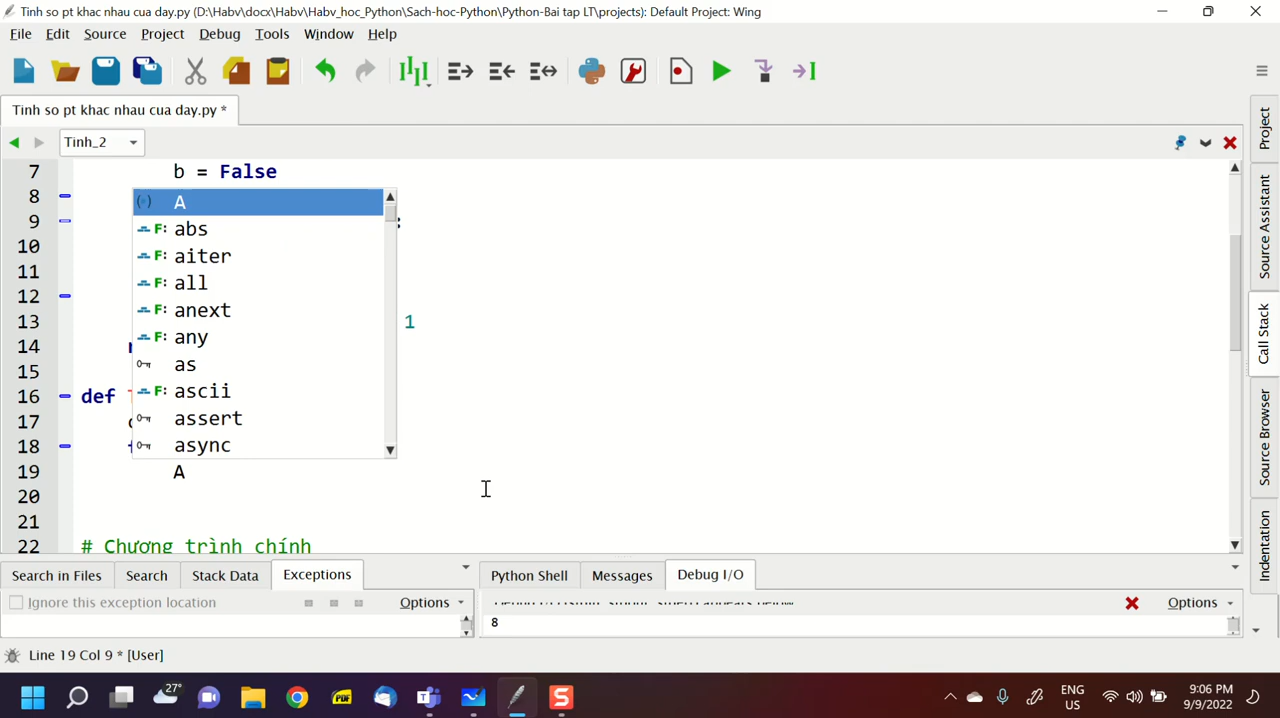 Tinh so pt khac nhau cua day.py (D:\Habv\docx\Habv\Habv_hoc_Python\Sach-hoc-Python\Python-Bai tap LT\projects): Default Project: Wing
File Edit Source Project Debug Tools Window Help
Tinh so pt khac nhau cua day.py *
Tinh_2
7 b = False
8 A
9 abs :
10 aiter
11 all
12 anext
13 any 1
14 as
15 ascii
16 def assert
17 async
18
19 A
20
21
22 # Chương trình chính
F:
F:
F:
F:
F:
F:
Project
Source Assistant
Call Stack
Source Browser
Indentation
Search in Files Search Stack Data Exceptions
Python Shell Messages Debug I/O
Ignore this exception location Options
Options
8
Line 19 Col 9 * [User]
27°
PDF
S
ENG
US
9:06 PM
9/9/2022